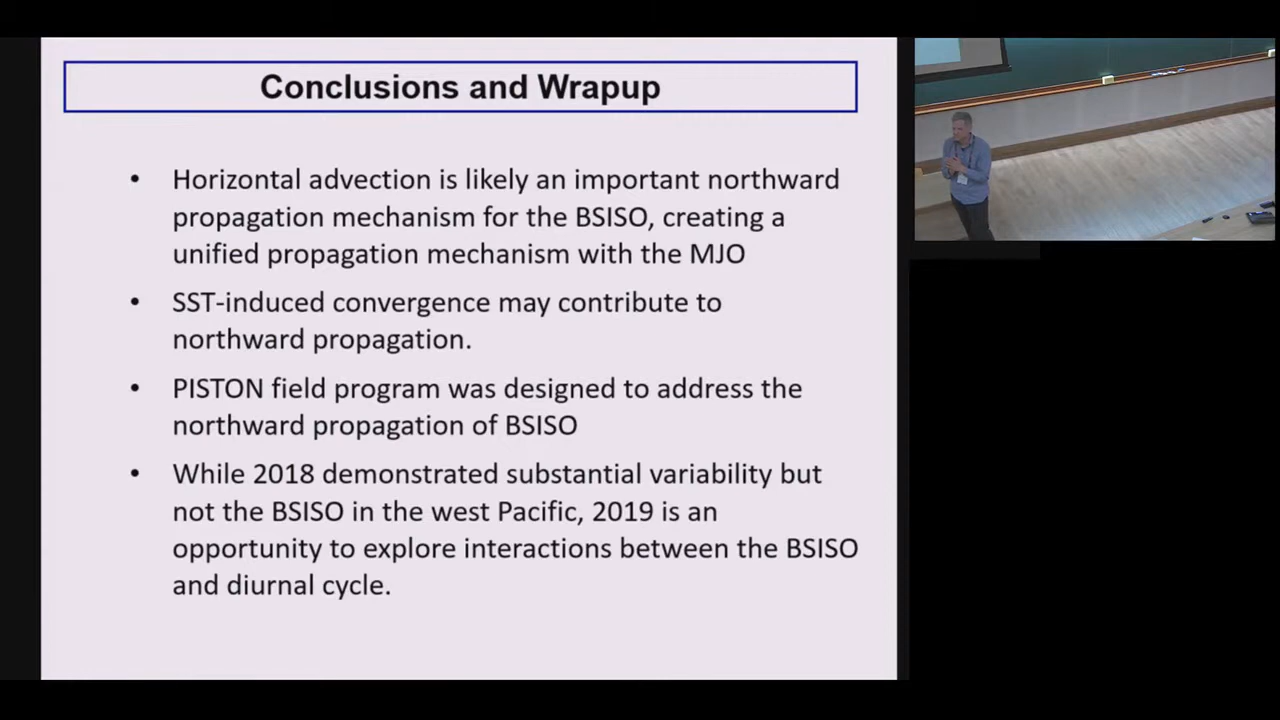 Conclusions and Wrapup
• Horizontal advection is likely an important northward
propagation mechanism for the BSISO, creating a
unified propagation mechanism with the MJO
• SST-induced convergence may contribute to
northward propagation.
• PISTON field program was designed to address the
northward propagation of BSISO
• While 2018 demonstrated substantial variability but
not the BSISO in the west Pacific, 2019 is an
opportunity to explore interactions between the BSISO
and diurnal cycle.